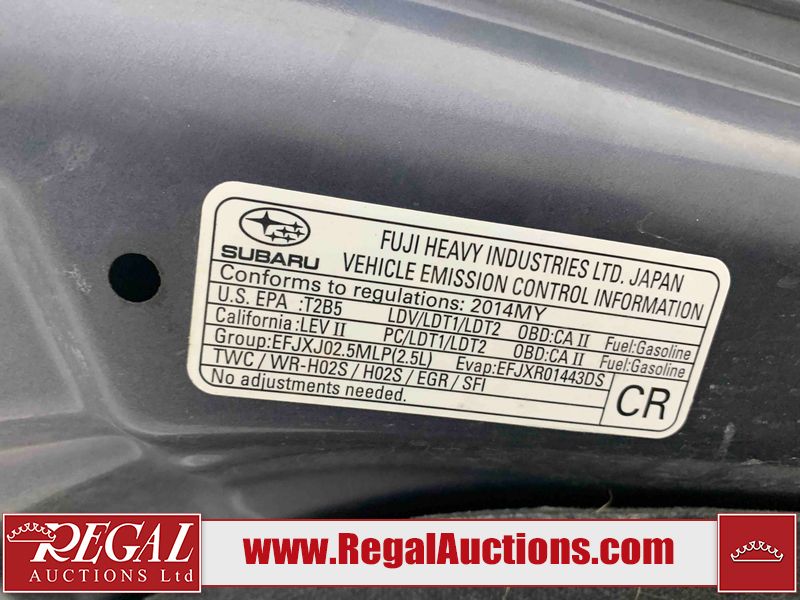 SUBARU
FUJI HEAVY INDUSTRIES LTD. JAPAN
VEHICLE EMISSION CONTROL INFORMATION
Conforms to regulations: 2014MY
U.S. EPA :T2B5 LDV/LDT1/LDT2 OBD:CA II Fuel:Gasoline
California:LEV II PC/LDT1/LDT2 OBD:CA II Fuel:Gasoline
Group:EFJXJ02.5MLP(2.5L) Evap:EFJXR01443DS
TWC / WR-HO2S / HO2S / EGR / SFI
No adjustments needed.
CR
REGAL
AUCTIONS Ltd
www.RegalAuctions.com